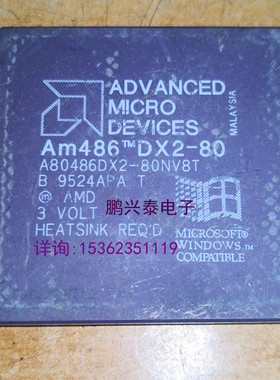 ADVANCED
MICRO
DEVICES
MALAYSIA
Am486™DX2-80
A80486DX2-80NV8T
B 9524APA T
ⓜ AMD
3 VOLT
HEATSINK REQ'D
MICROSOFT
WINDOWS™
COMPATIBLE
鹏兴泰电子
详询:15362351119